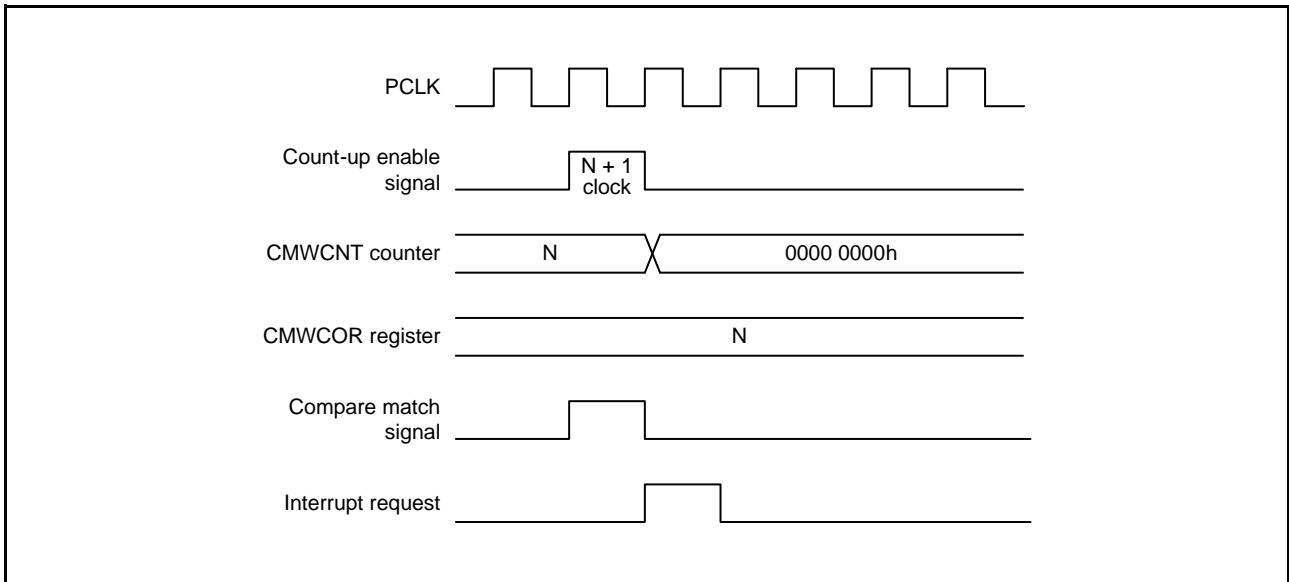 PCLK
Count-up enable
signal
N + 1
clock
CMWCNT counter
N
0000 0000h
CMWCOR register
N
Compare match
signal
Interrupt request